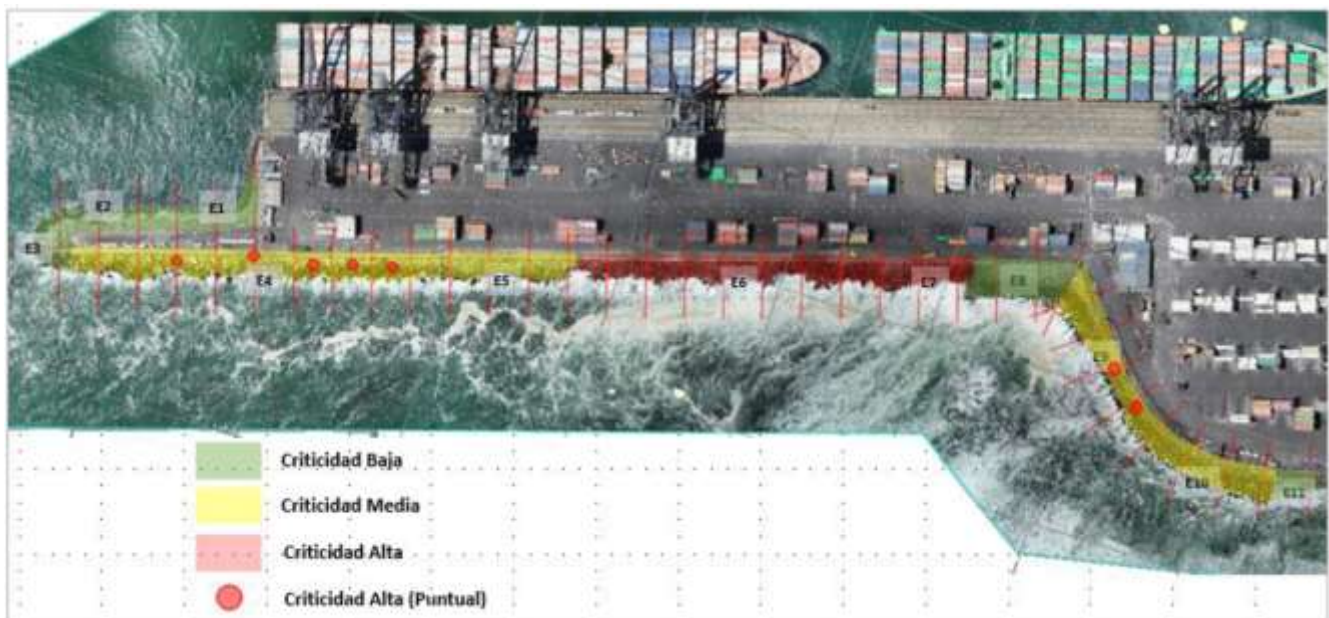 E2
E1
E3
E4
E5
E6
E7
E8
E9
E10
E11
Criticidad Baja
Criticidad Media
Criticidad Alta
Criticidad Alta (Puntual)